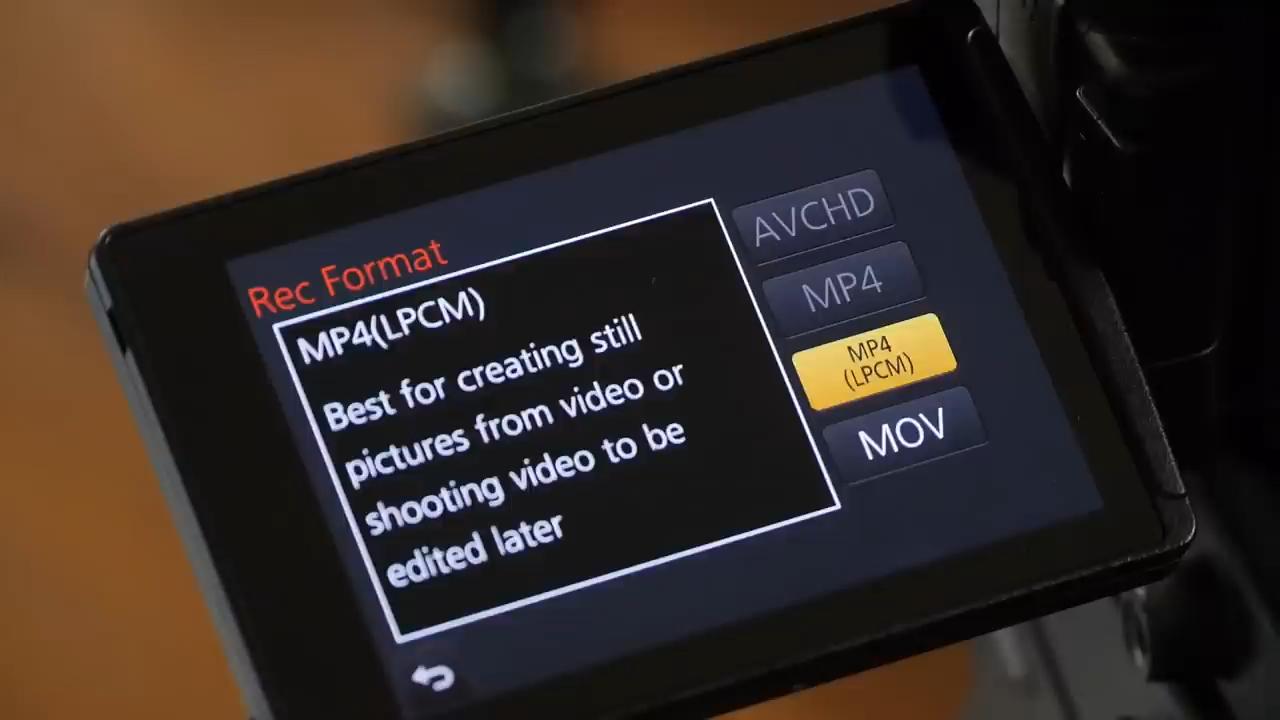 Rec Format
MP4(LPCM)
Best for creating still
pictures from video or
shooting video to be
edited later
AVCHD
MP4
MP4
(LPCM)
MOV